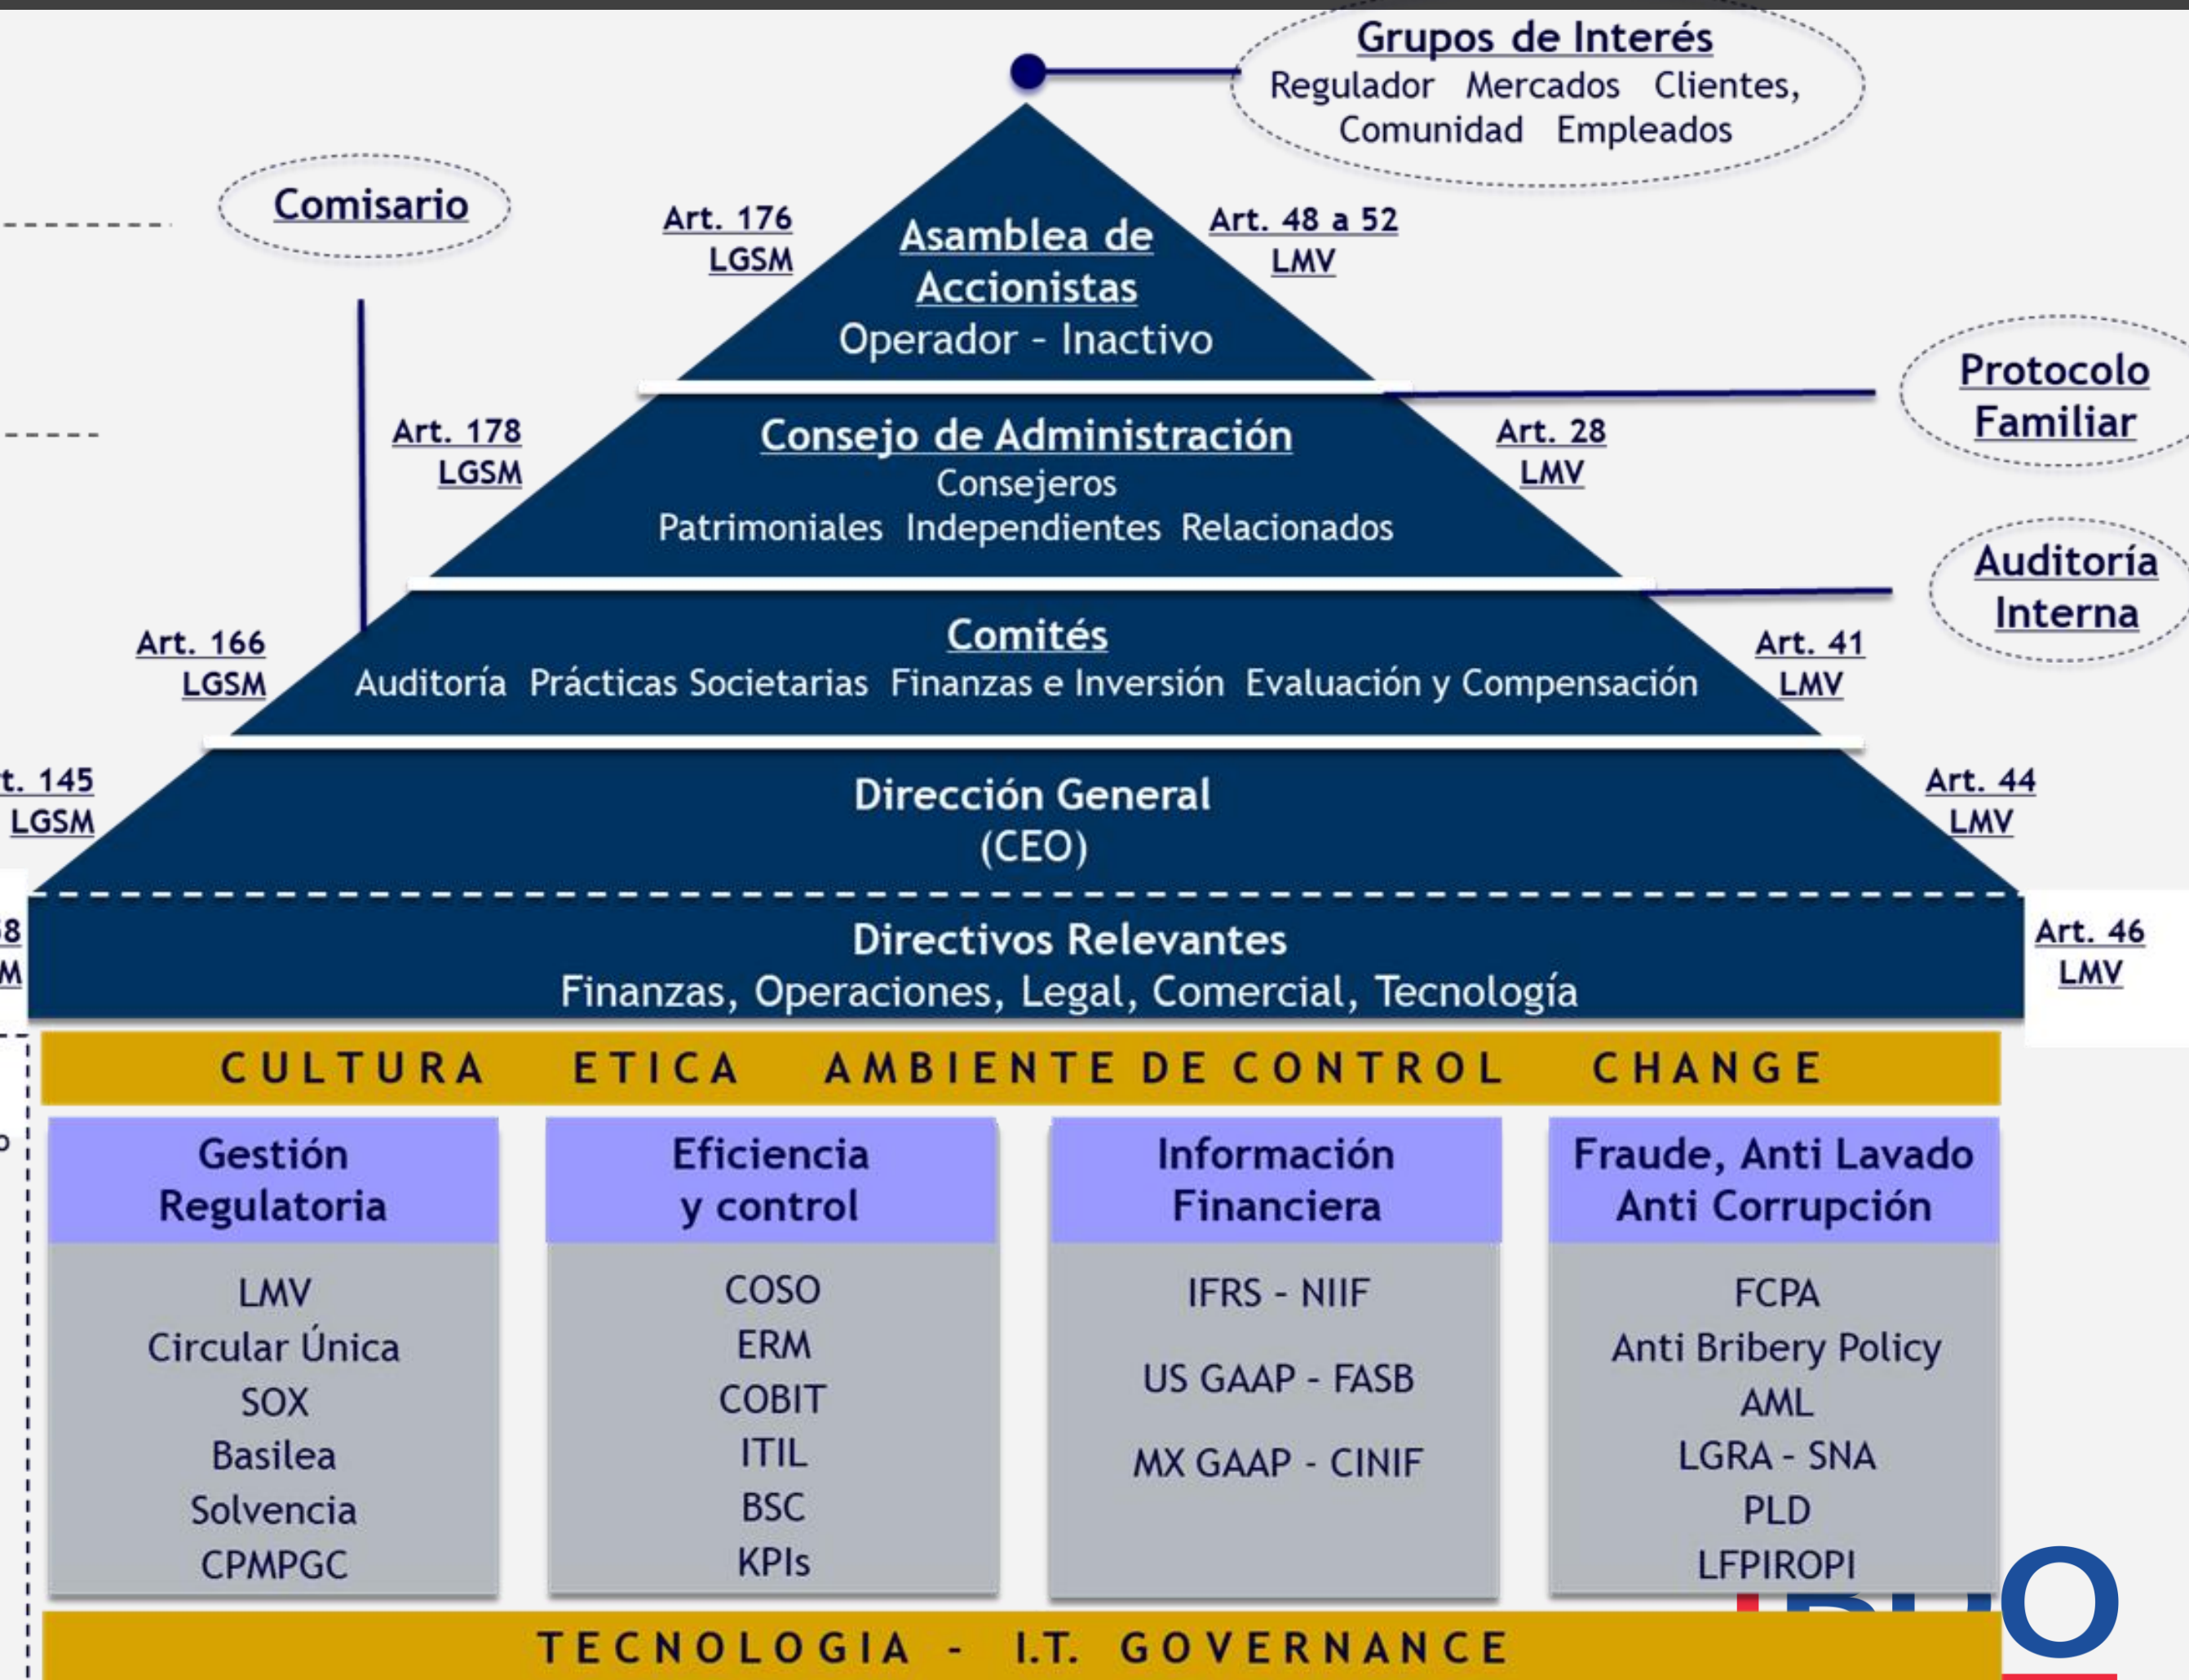 Grupos de Interés
Regulador Mercados Clientes,
Comunidad Empleados
Comisario
Art. 176
LGSM
Asamblea de
Accionistas
Operador – Inactivo
Art. 48 a 52
LMV
Protocolo
Familiar
Art. 178
LGSM
Consejo de Administración
Consejeros
Patrimoniales Independientes Relacionados
Art. 28
LMV
Auditoría
Interna
Art. 166
LGSM
Comités
Auditoría Prácticas Societarias Finanzas e Inversión Evaluación y Compensación
Art. 41
LMV
t. 145
LGSM
Dirección General
(CEO)
Art. 44
LMV
8
M
Directivos Relevantes
Finanzas, Operaciones, Legal, Comercial, Tecnología
Art. 46
LMV
CULTURA ETICA AMBIENTE DE CONTROL CHANGE
o
Gestión
Regulatoria
LMV
Circular Única
SOX
Basilea
Solvencia
CPMPGC
Eficiencia
y control
COSO
ERM
COBIT
ITIL
BSC
KPIs
Información
Financiera
IFRS – NIIF
US GAAP – FASB
MX GAAP - CINIF
Fraude, Anti Lavado
Anti Corrupción
FCPA
Anti Bribery Policy
AML
LGRA – SNA
PLD
LFPIROPI
TECNOLOGIA - I.T. GOVERNANCE